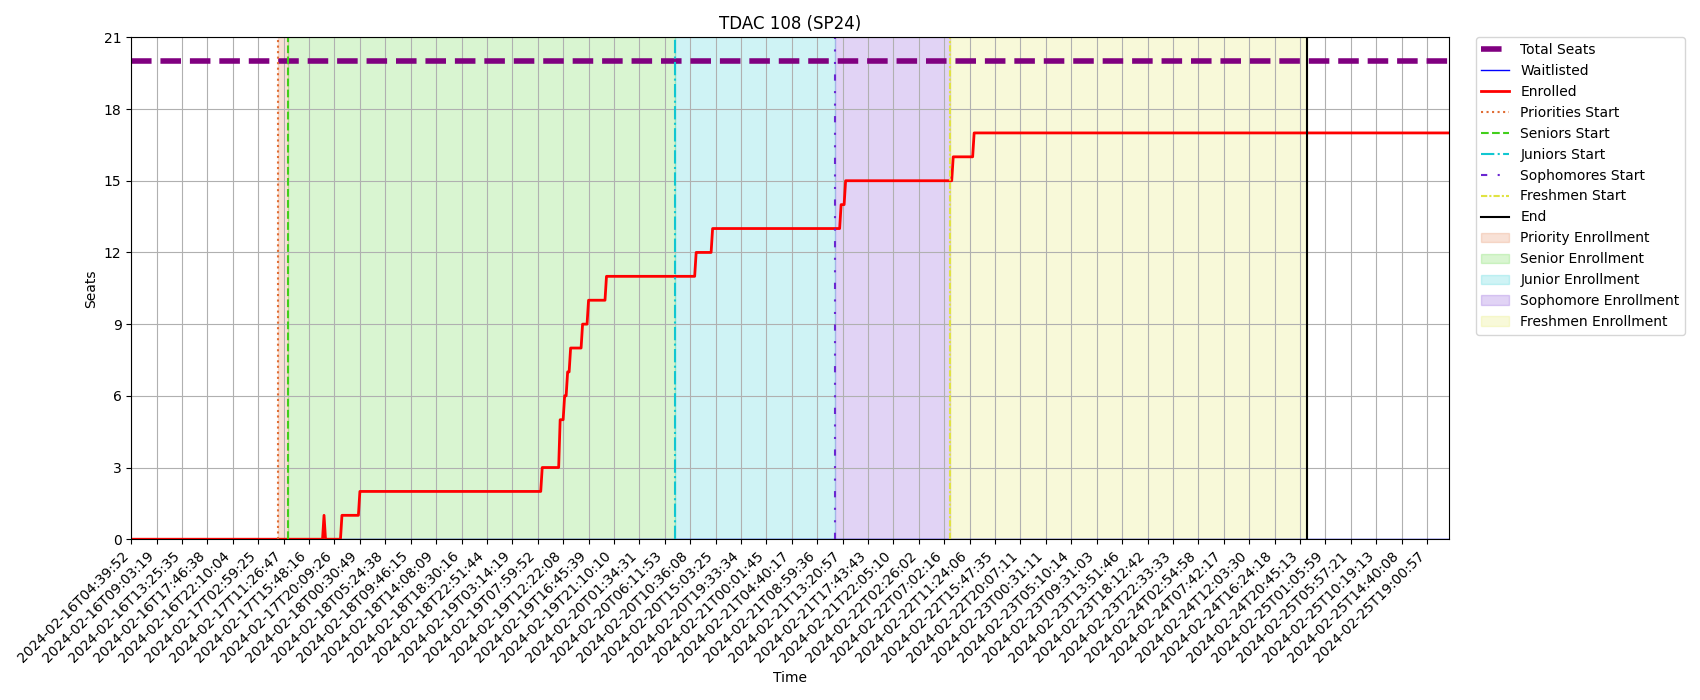 TDAC 108 (SP24)
21
18
15
12
9
6
3
0
Seats
2024-02-16T04:39:52
2024-02-16T09:03:19
2024-02-16T13:25:35
2024-02-16T17:46:38
2024-02-16T22:10:04
2024-02-17T02:59:25
2024-02-17T11:26:47
2024-02-17T15:48:16
2024-02-17T20:09:26
2024-02-18T00:30:49
2024-02-18T05:24:38
2024-02-18T09:46:15
2024-02-18T14:08:09
2024-02-18T18:30:16
2024-02-18T22:51:44
2024-02-19T03:14:19
2024-02-19T07:59:52
2024-02-19T12:22:08
2024-02-19T16:45:39
2024-02-19T21:10:10
2024-02-20T01:34:31
2024-02-20T06:11:53
2024-02-20T10:36:08
2024-02-20T15:03:25
2024-02-20T19:33:34
2024-02-21T00:01:45
2024-02-21T04:40:17
2024-02-21T08:59:36
2024-02-21T13:20:57
2024-02-21T17:43:43
2024-02-21T22:05:10
2024-02-22T02:26:02
2024-02-22T07:02:16
2024-02-22T11:24:06
2024-02-22T15:47:35
2024-02-22T20:07:11
2024-02-23T00:31:11
2024-02-23T05:10:14
2024-02-23T09:31:03
2024-02-23T13:51:46
2024-02-23T18:12:42
2024-02-23T22:33:33
2024-02-24T02:54:58
2024-02-24T07:42:17
2024-02-24T12:03:30
2024-02-24T16:24:18
2024-02-24T20:45:13
2024-02-25T01:05:59
2024-02-25T05:57:21
2024-02-25T10:19:13
2024-02-25T14:40:08
2024-02-25T19:00:57
Time
Total Seats
Waitlisted
Enrolled
Priorities Start
Seniors Start
Juniors Start
Sophomores Start
Freshmen Start
End
Priority Enrollment
Senior Enrollment
Junior Enrollment
Sophomore Enrollment
Freshmen Enrollment